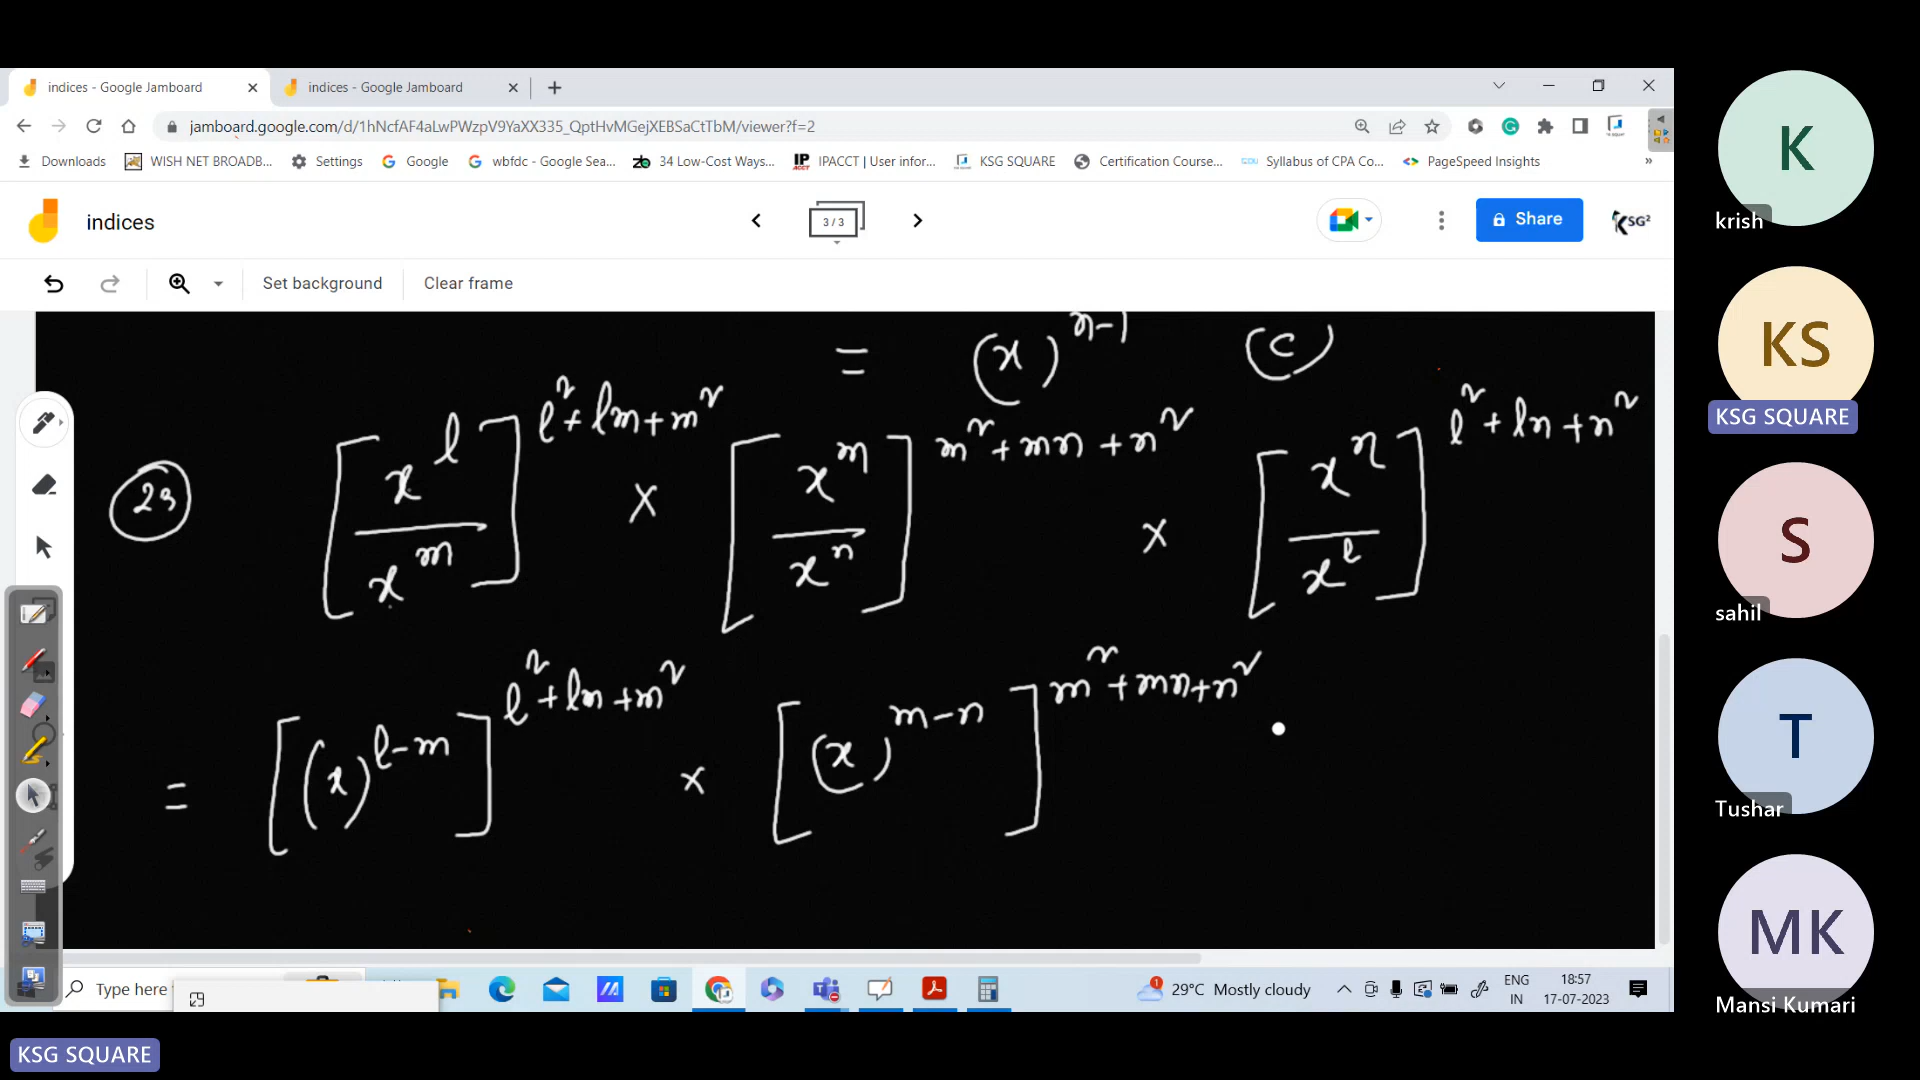 indices - Google Jamboard
indices - Google Jamboard
jamboard.google.com/d/1hNcfAF4aLwPWzpV9YaXX335_QptHvMGejXEBSaCtTbM/viewer?f=2
Downloads WISH NET BROADB... Settings Google wbfdc - Google Sea... 34 Low-Cost Ways... IPACCT | User infor... KSG SQUARE Certification Course... Syllabus of CPA Co... PageSpeed Insights »
indices 3 / 3 Share KSG²
Set background Clear frame
= (x)^{n-1} (c)
23 [x^l / x^m]^{l²+lm+m²} × [x^m / x^n]^{m²+mn+n²} × [x^n / x^l]^{l²+ln+n²}
= [(x)^{l-m}]^{l²+lm+m²} × [(x)^{m-n}]^{m²+mn+n²}
Type here
29°C Mostly cloudy ENG IN 18:57 17-07-2023
K
krish
KS
KSG SQUARE
S
sahil
T
Tushar
MK
Mansi Kumari
KSG SQUARE